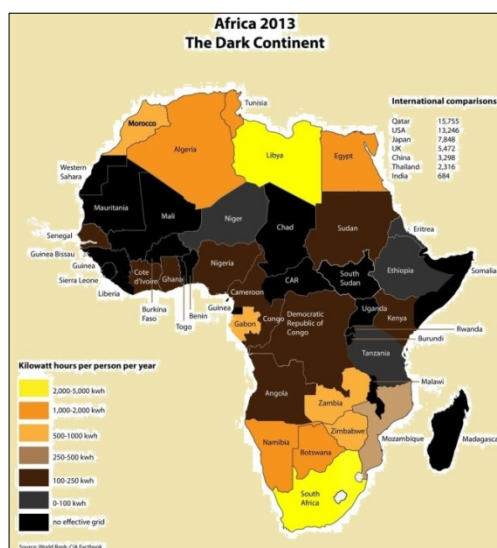 Africa 2013
The Dark Continent
International comparisons
Qatar 15,755
USA 13,246
Japan 7,848
UK 5,472
China 3,298
Thailand 2,316
India 684
Tunisia
Morocco
Algeria
Libya
Egypt
Western
Sahara
Mauritania
Mali
Niger
Chad
Sudan
Eritrea
Senegal
Guinea Bissau
Guinea
Sierra Leone
Liberia
Cote
d'Ivoire
Burkina
Faso
Ghana
Togo
Benin
Nigeria
Cameroon
Guinea
CAR
South
Sudan
Ethiopia
Somalia
Uganda
Kenya
Rwanda
Burundi
Gabon
Congo
Democratic
Republic of
Congo
Tanzania
Malawi
Angola
Zambia
Zimbabwe
Mozambique
Madagascar
Namibia
Botswana
South
Africa
Kilowatt hours per person per year
2,000-5,000 kwh
1,000-2,000 kwh
500-1000 kwh
250-500 kwh
100-250 kwh
0-100 kwh
no effective grid
Source: World Bank; CIA Factbook